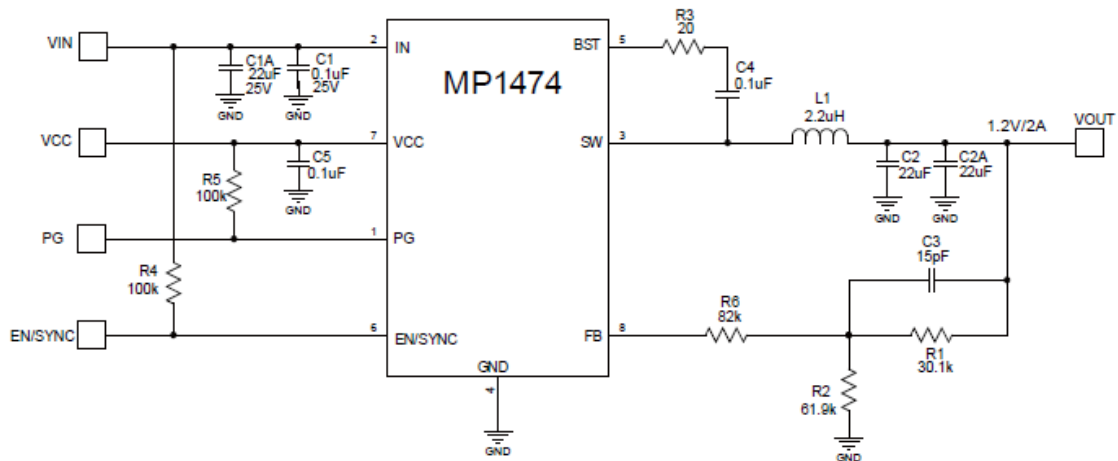 VIN
C1A
22uF
25V
GND
C1
0.1uF
25V
GND
2
IN
MP1474
BST
5
R3
20
C4
0.1uF
VCC
7
VCC
C5
0.1uF
GND
SW
3
L1
2.2uH
1.2V/2A
VOUT
C2
22uF
GND
C2A
22uF
GND
R5
100k
PG
1
PG
R4
100k
C3
15pF
EN/SYNC
6
EN/SYNC
FB
8
R6
82k
R1
30.1k
R2
61.9k
GND
GND
4
GND